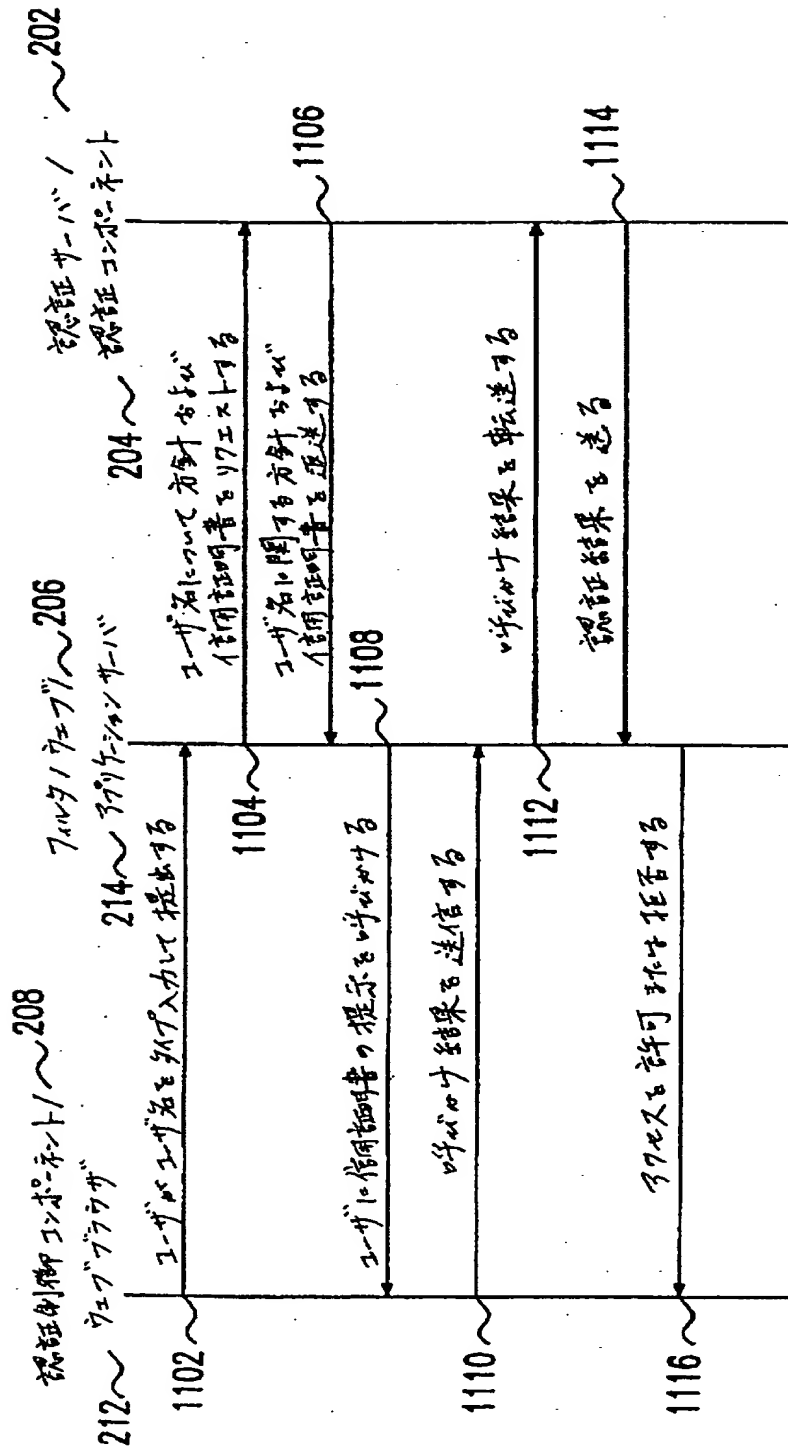 認証制御コンポーネント/ 208
212 ウェブブラウザ
フィルタ/ウェブ/ 206
214 アプリケーションサーバ
認証サーバ/ 202
204 認証コンポーネント
1102
ユーザがユーザ名をタイプ入力して提出する
1104
ユーザ名について方針および
信用証明書をリクエストする
1106
ユーザ名に関する方針および
信用証明書を返送する
1108
ユーザに信用証明書の提示を呼びかける
1110
呼びかけ結果を送信する
1112
呼びかけ結果を転送する
1114
認証結果を送る
1116
アクセスを許可または拒否する